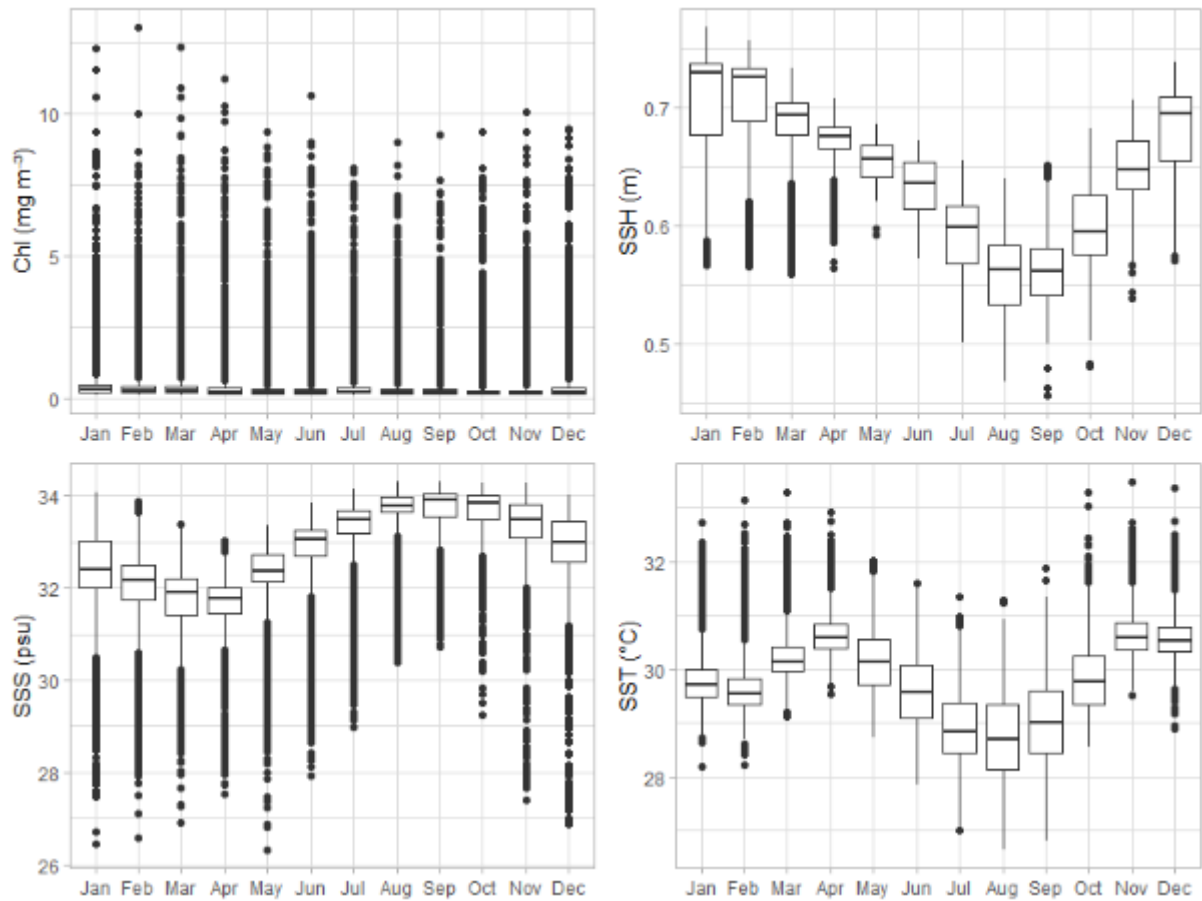 Chl (mg m⁻³)
10
5
0
Jan Feb Mar Apr May Jun Jul Aug Sep Oct Nov Dec
SSH (m)
0.7
0.6
0.5
Jan Feb Mar Apr May Jun Jul Aug Sep Oct Nov Dec
SSS (psu)
34
32
30
28
26
Jan Feb Mar Apr May Jun Jul Aug Sep Oct Nov Dec
SST (°C)
32
30
28
Jan Feb Mar Apr May Jun Jul Aug Sep Oct Nov Dec